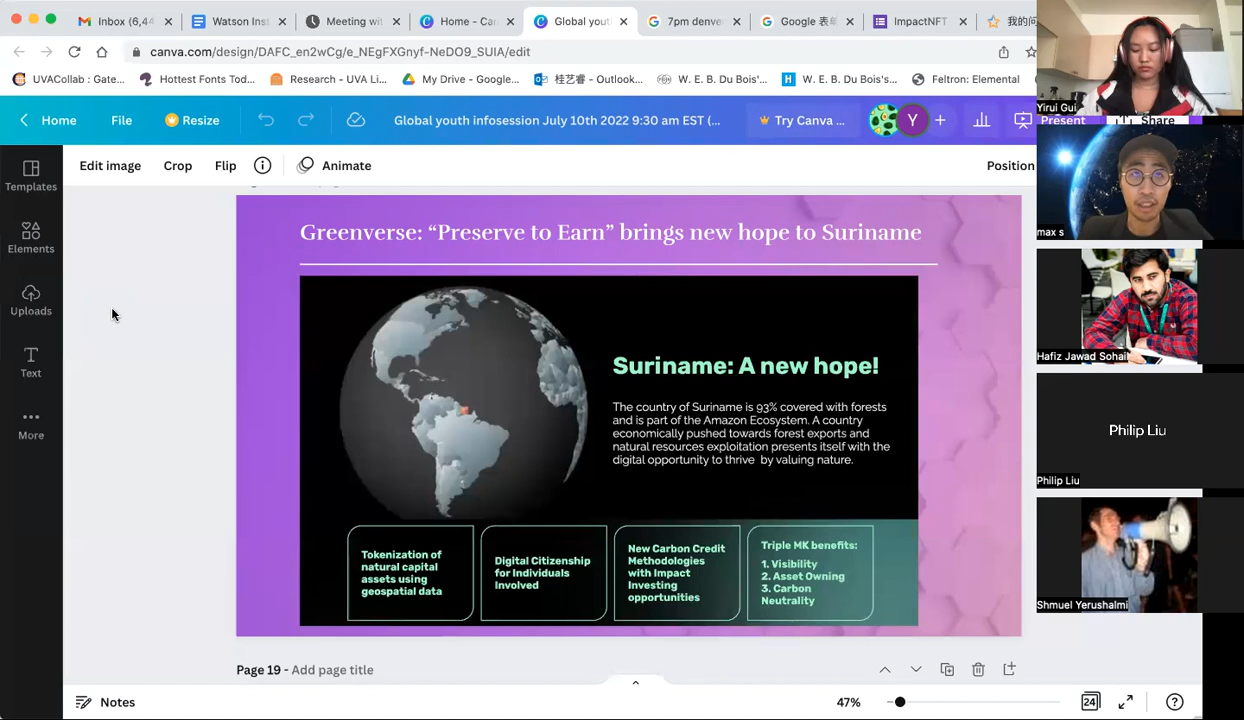 Inbox (6,44
Watson Inst
Meeting wit
Home - Can
Global yout
7pm denve
Google 表单
ImpactNFT
我的问
canva.com/design/DAFC_en2wCg/e_NEgFXGnyf-NeDO9_SUIA/edit
UVACollab : Gate...
Hottest Fonts Tod...
Research - UVA Li...
My Drive - Google...
桂艺睿 - Outlook...
W. E. B. Du Bois's...
W. E. B. Du Bois's...
Feltron: Elemental
Home
File
Resize
Global youth infosession July 10th 2022 9:30 am EST (...
Try Canva ...
Y
Present
Share
Edit image
Crop
Flip
Animate
Position
Templates
Elements
Uploads
Text
More
Greenverse: “Preserve to Earn” brings new hope to Suriname
Suriname: A new hope!
The country of Suriname is 93% covered with forests
and is part of the Amazon Ecosystem. A country
economically pushed towards forest exports and
natural resources exploitation presents itself with the
digital opportunity to thrive by valuing nature.
Tokenization of
natural capital
assets using
geospatial data
Digital Citizenship
for Individuals
Involved
New Carbon Credit
Methodologies
with Impact
Investing
opportunities
Triple MK benefits:
1. Visibility
2. Asset Owning
3. Carbon
Neutrality
Page 19 - Add page title
Notes
47%
24
Yirui Gui
max s
Hafiz Jawad Sohail
Philip Liu
Philip Liu
Shmuel Yerushalmi